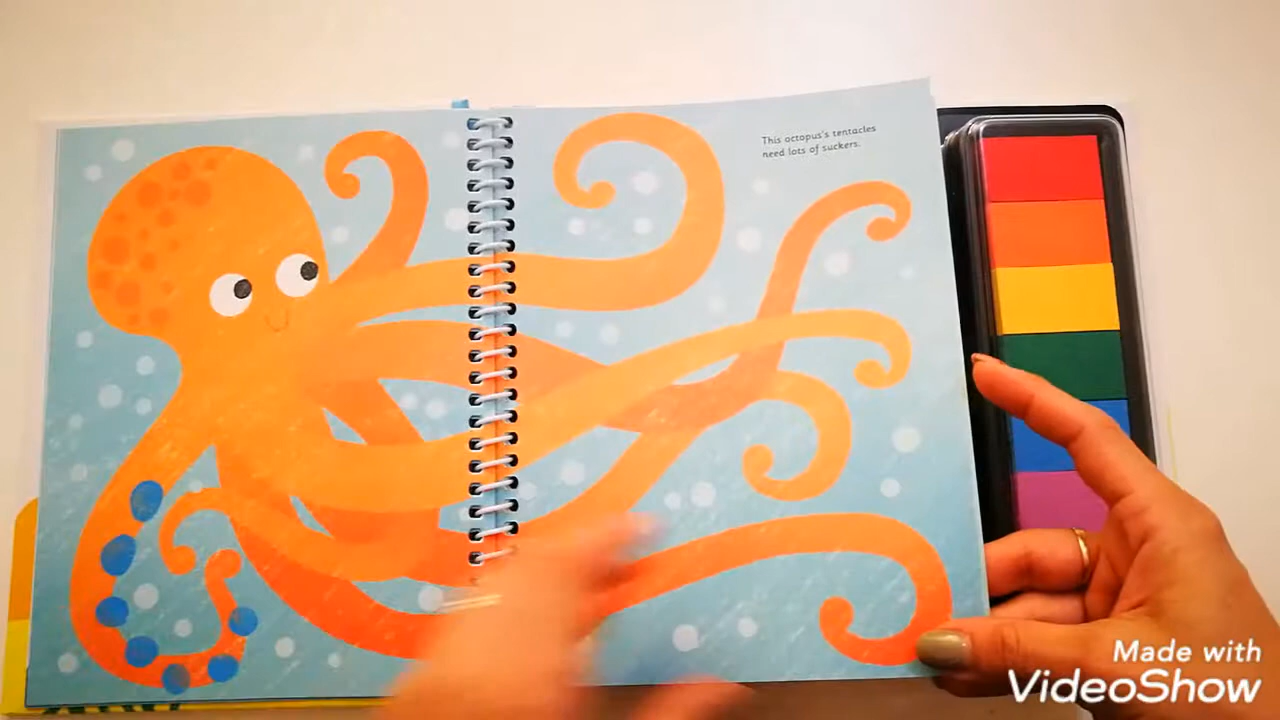 This octopus's tentacles
need lots of suckers.
Made with
VideoShow